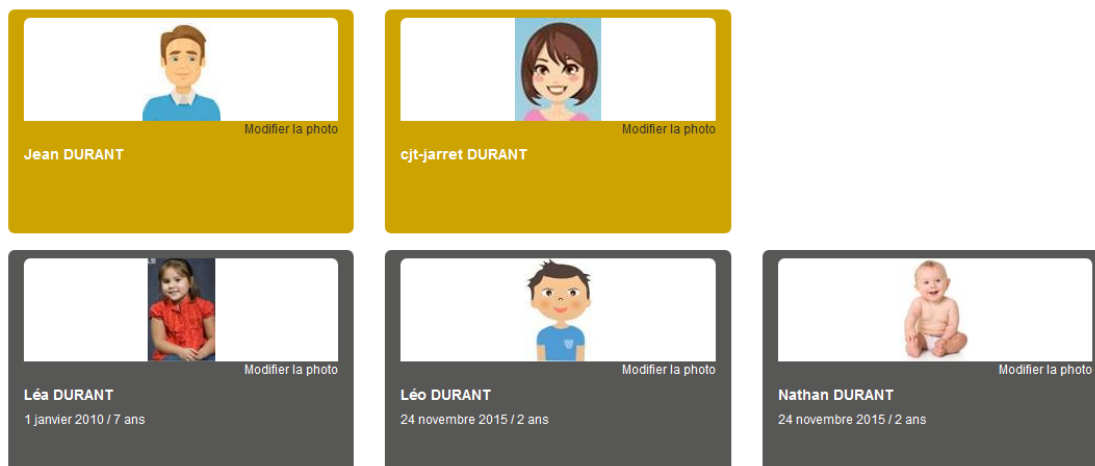 Modifier la photo
Jean DURANT
Modifier la photo
cjt-jarret DURANT
Modifier la photo
Léa DURANT
1 janvier 2010 / 7 ans
Modifier la photo
Léo DURANT
24 novembre 2015 / 2 ans
Modifier la photo
Nathan DURANT
24 novembre 2015 / 2 ans